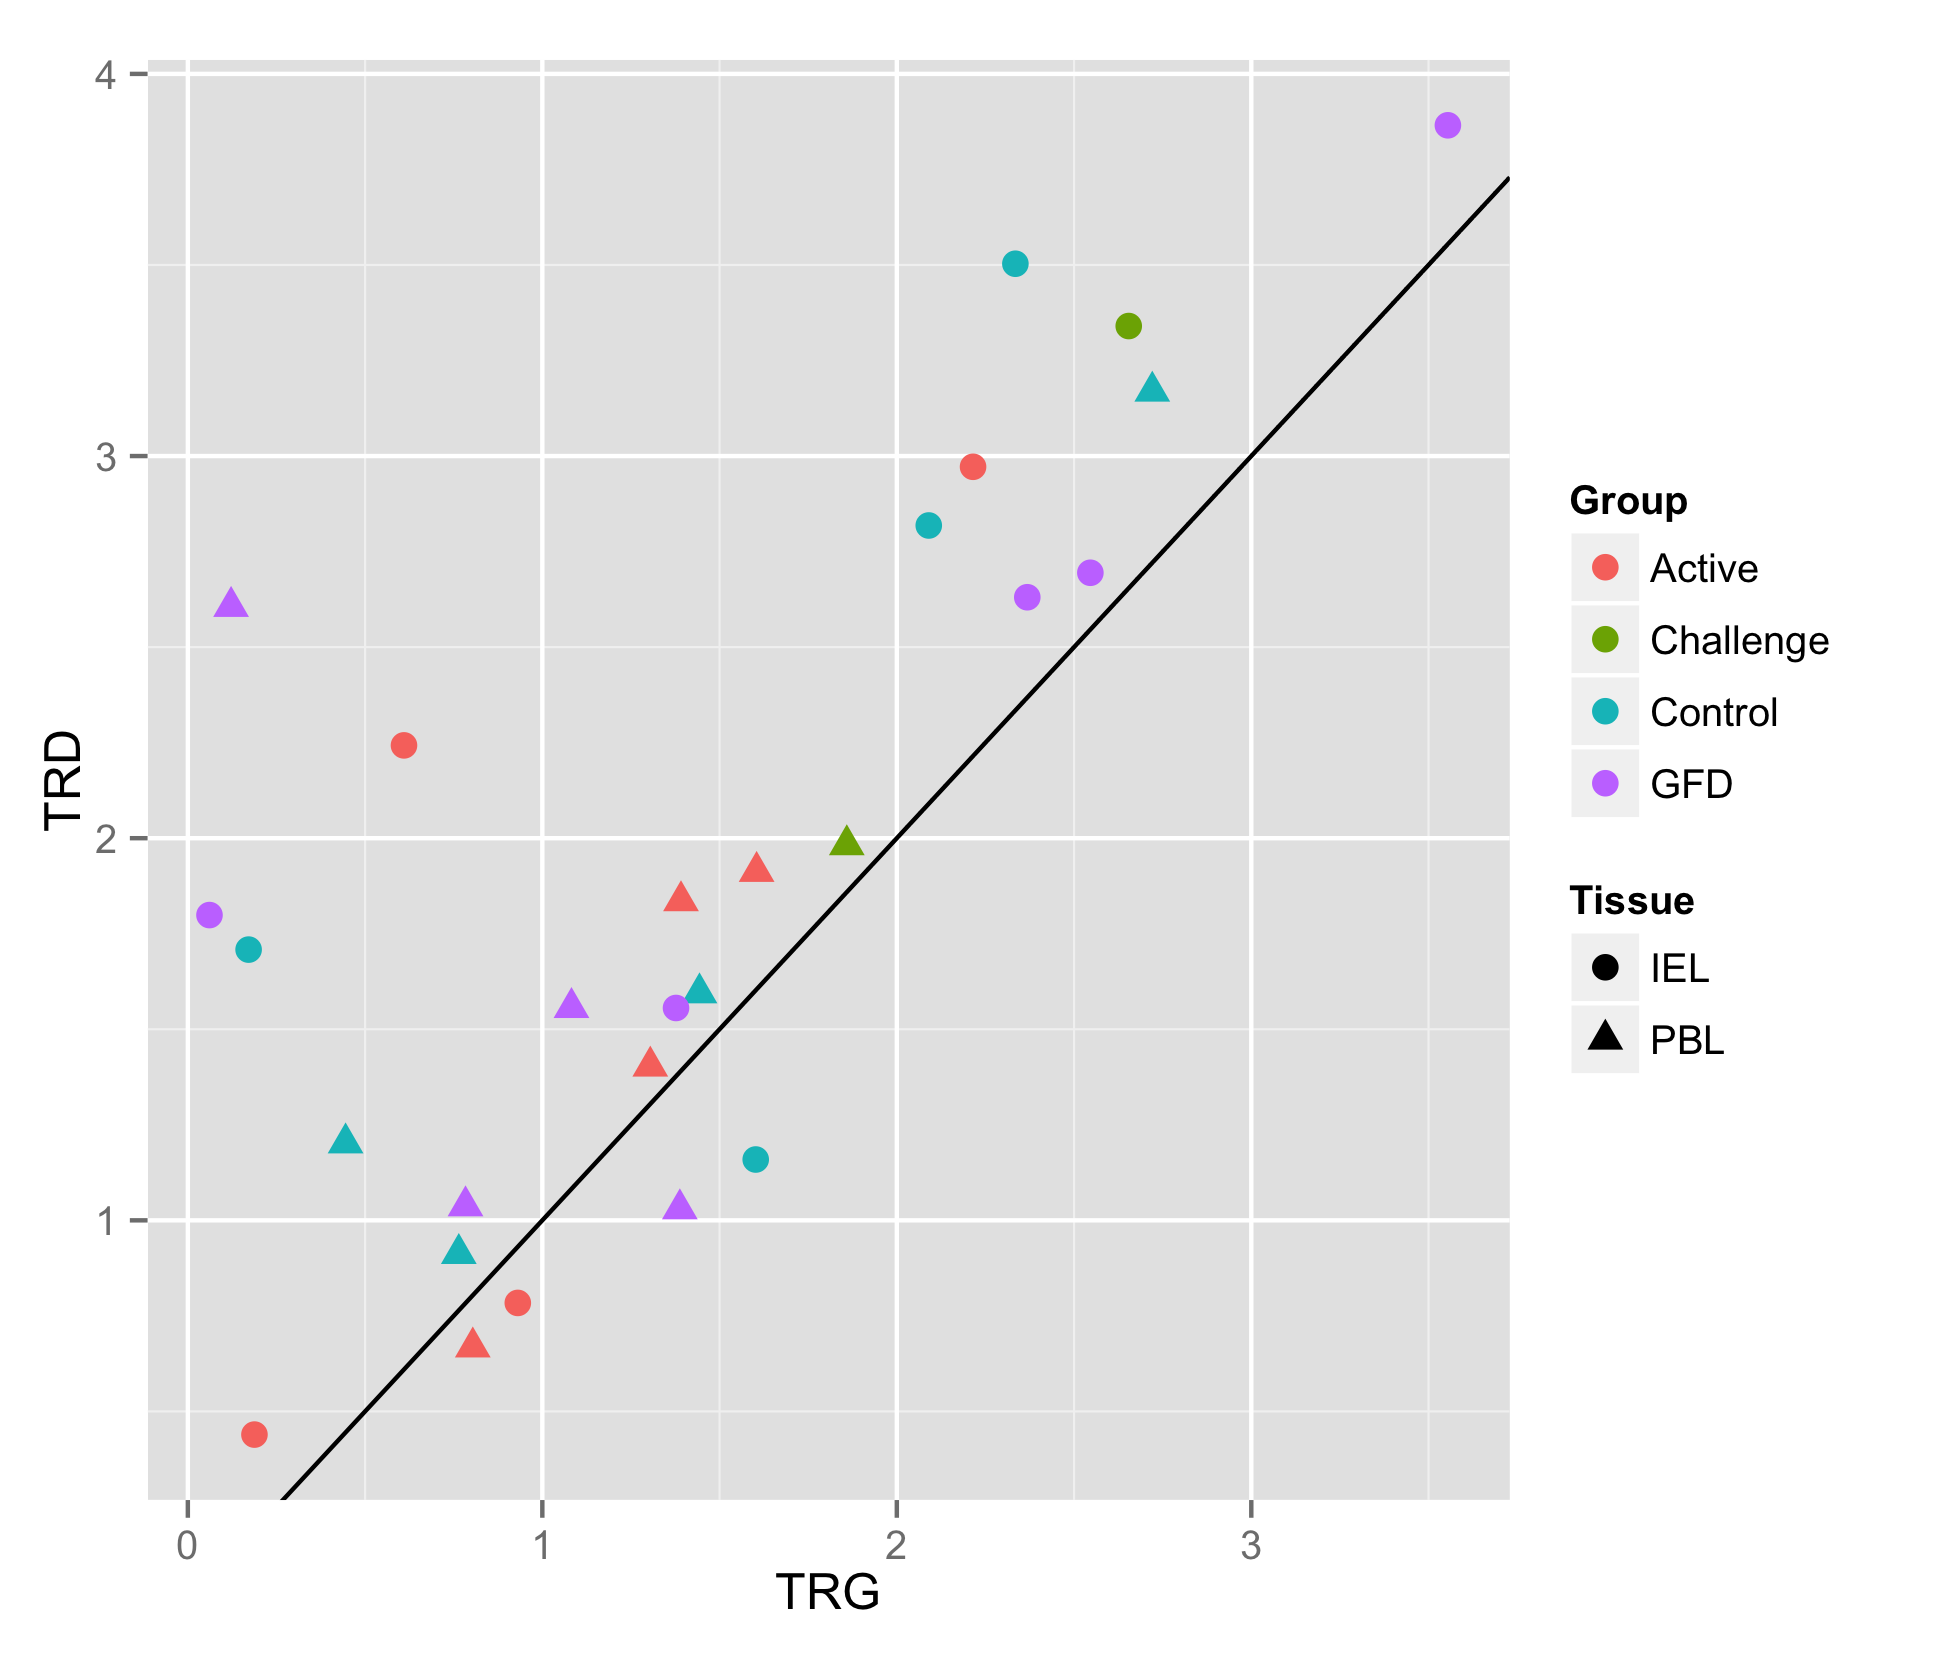 4
3
2
1
0
1
2
3
TRD
TRG
Group
Active
Challenge
Control
GFD
Tissue
IEL
PBL